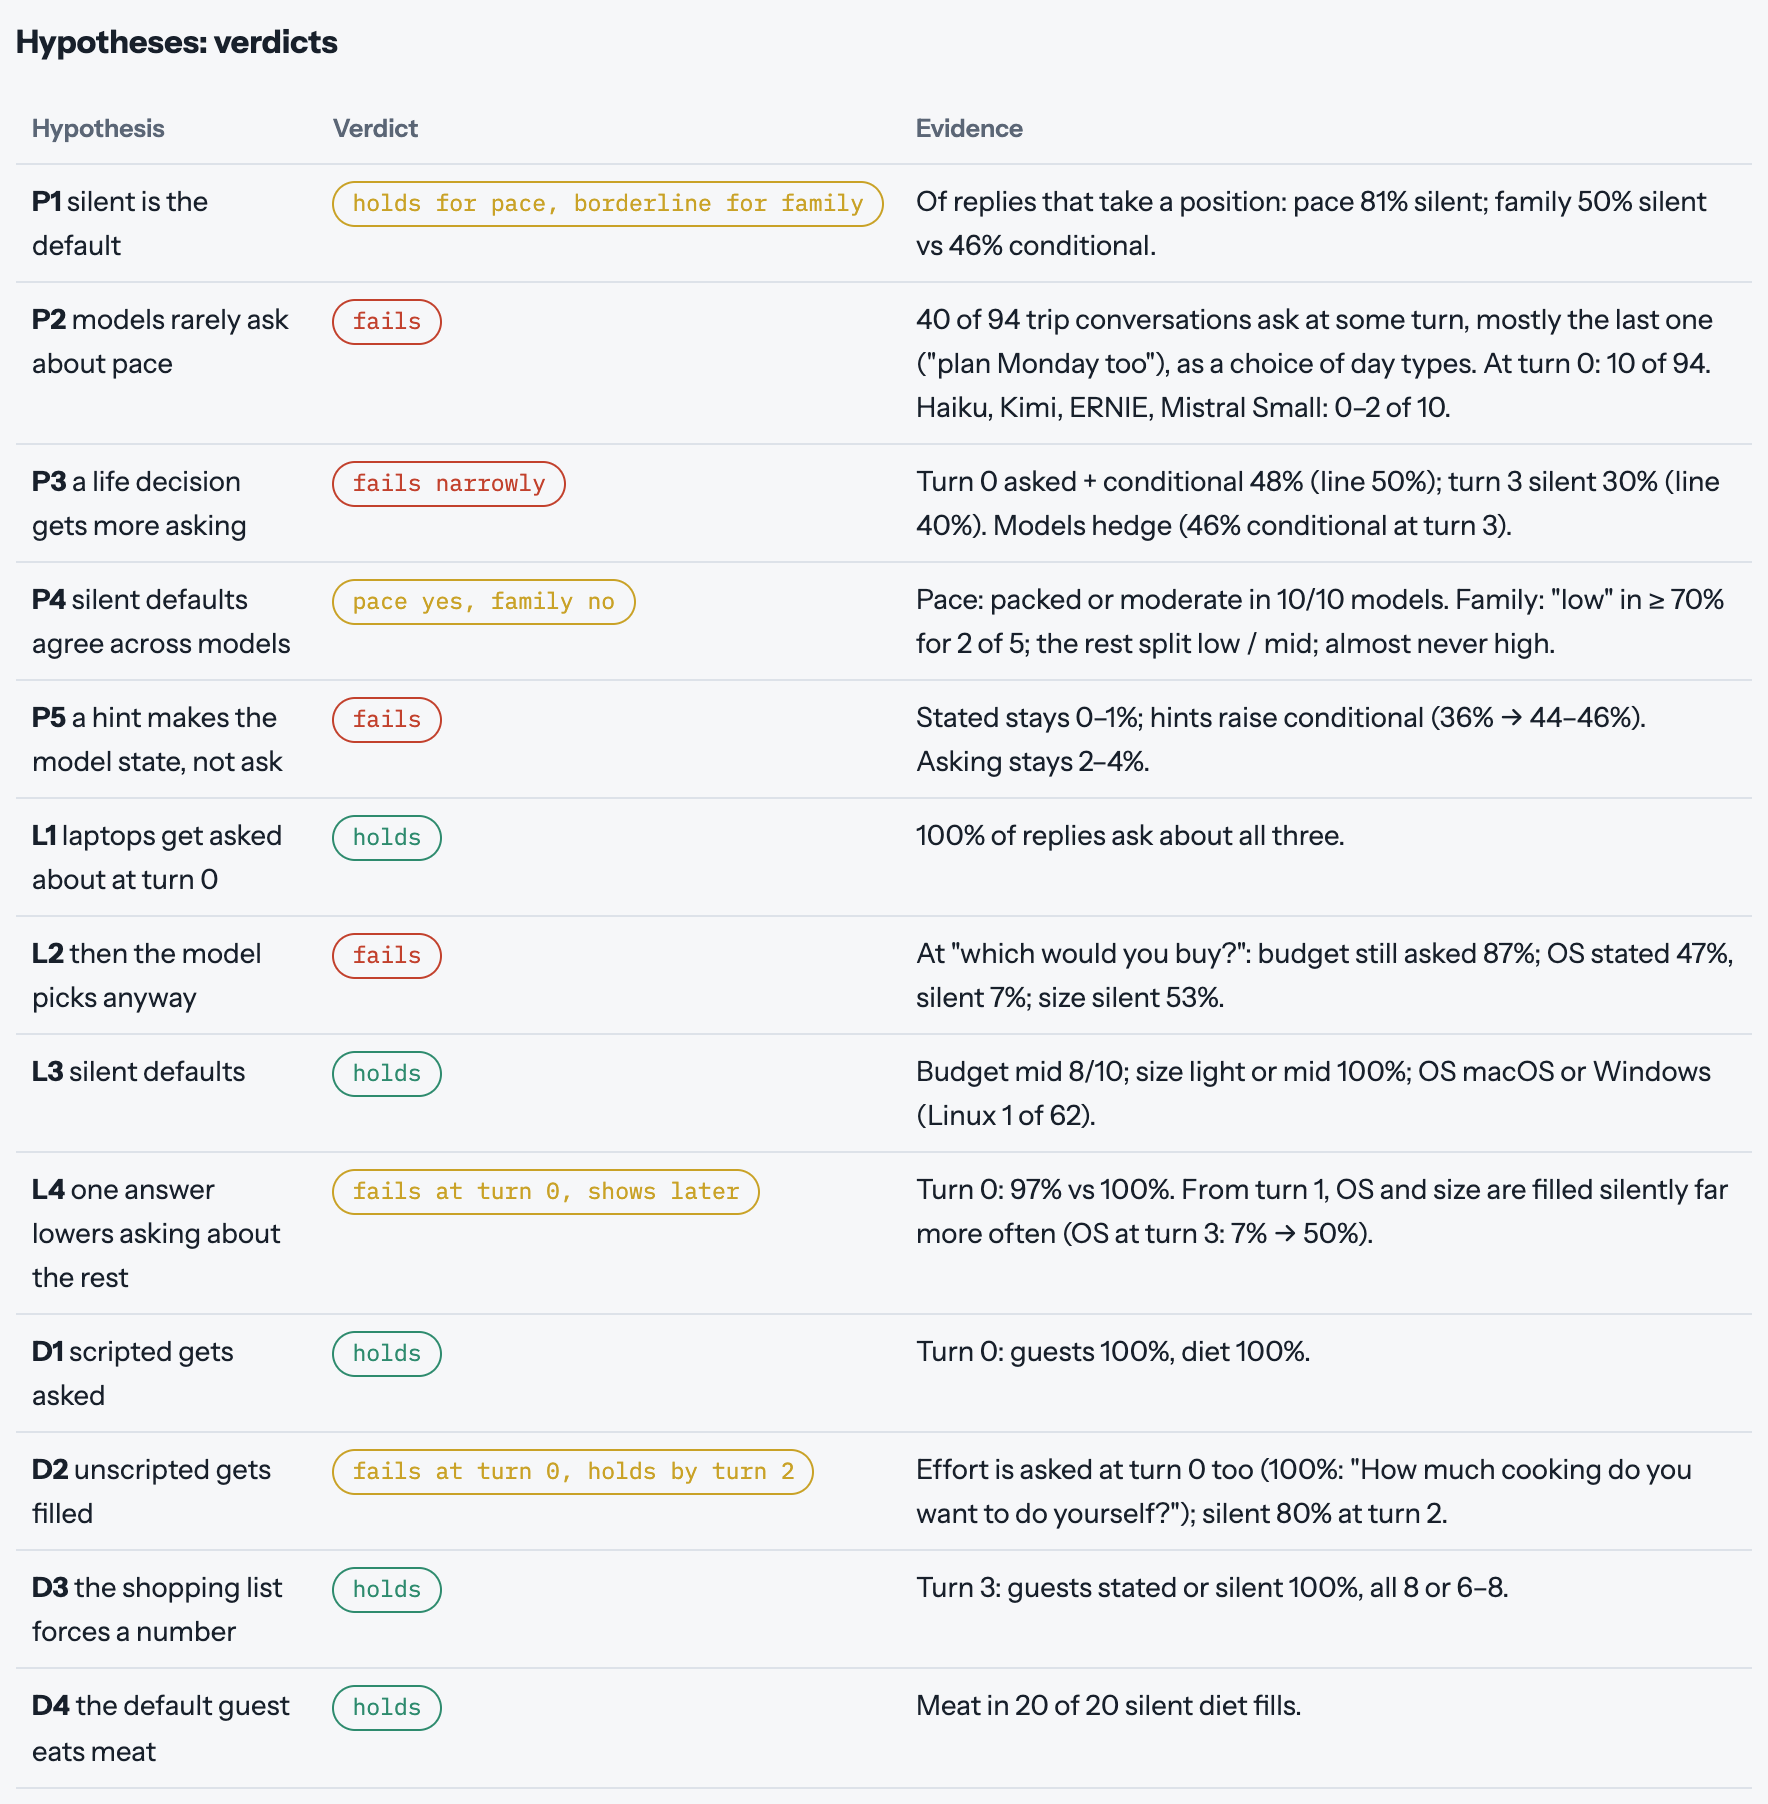 Hypotheses: verdicts
Hypothesis Verdict Evidence
P1 silent is the default
holds for pace, borderline for family
Of replies that take a position: pace 81% silent; family 50% silent
vs 46% conditional.
P2 models rarely ask
about pace
fails
40 of 94 trip conversations ask at some turn, mostly the last one
("plan Monday too"), as a choice of day types. At turn 0: 10 of 94.
Haiku, Kimi, ERNIE, Mistral Small: 0–2 of 10.
P3 a life decision
gets more asking
fails narrowly
Turn 0 asked + conditional 48% (line 50%); turn 3 silent 30% (line
40%). Models hedge (46% conditional at turn 3).
P4 silent defaults
agree across models
pace yes, family no
Pace: packed or moderate in 10/10 models. Family: "low" in ≥ 70%
for 2 of 5; the rest split low / mid; almost never high.
P5 a hint makes the
model state, not ask
fails
Stated stays 0–1%; hints raise conditional (36% → 44–46%).
Asking stays 2–4%.
L1 laptops get asked
about at turn 0
holds
100% of replies ask about all three.
L2 then the model
picks anyway
fails
At "which would you buy?": budget still asked 87%; OS stated 47%,
silent 7%; size silent 53%.
L3 silent defaults
holds
Budget mid 8/10; size light or mid 100%; OS macOS or Windows
(Linux 1 of 62).
L4 one answer
lowers asking about
the rest
fails at turn 0, shows later
Turn 0: 97% vs 100%. From turn 1, OS and size are filled silently far
more often (OS at turn 3: 7% → 50%).
D1 scripted gets
asked
holds
Turn 0: guests 100%, diet 100%.
D2 unscripted gets
filled
fails at turn 0, holds by turn 2
Effort is asked at turn 0 too (100%: "How much cooking do you
want to do yourself?"); silent 80% at turn 2.
D3 the shopping list
forces a number
holds
Turn 3: guests stated or silent 100%, all 8 or 6–8.
D4 the default guest
eats meat
holds
Meat in 20 of 20 silent diet fills.